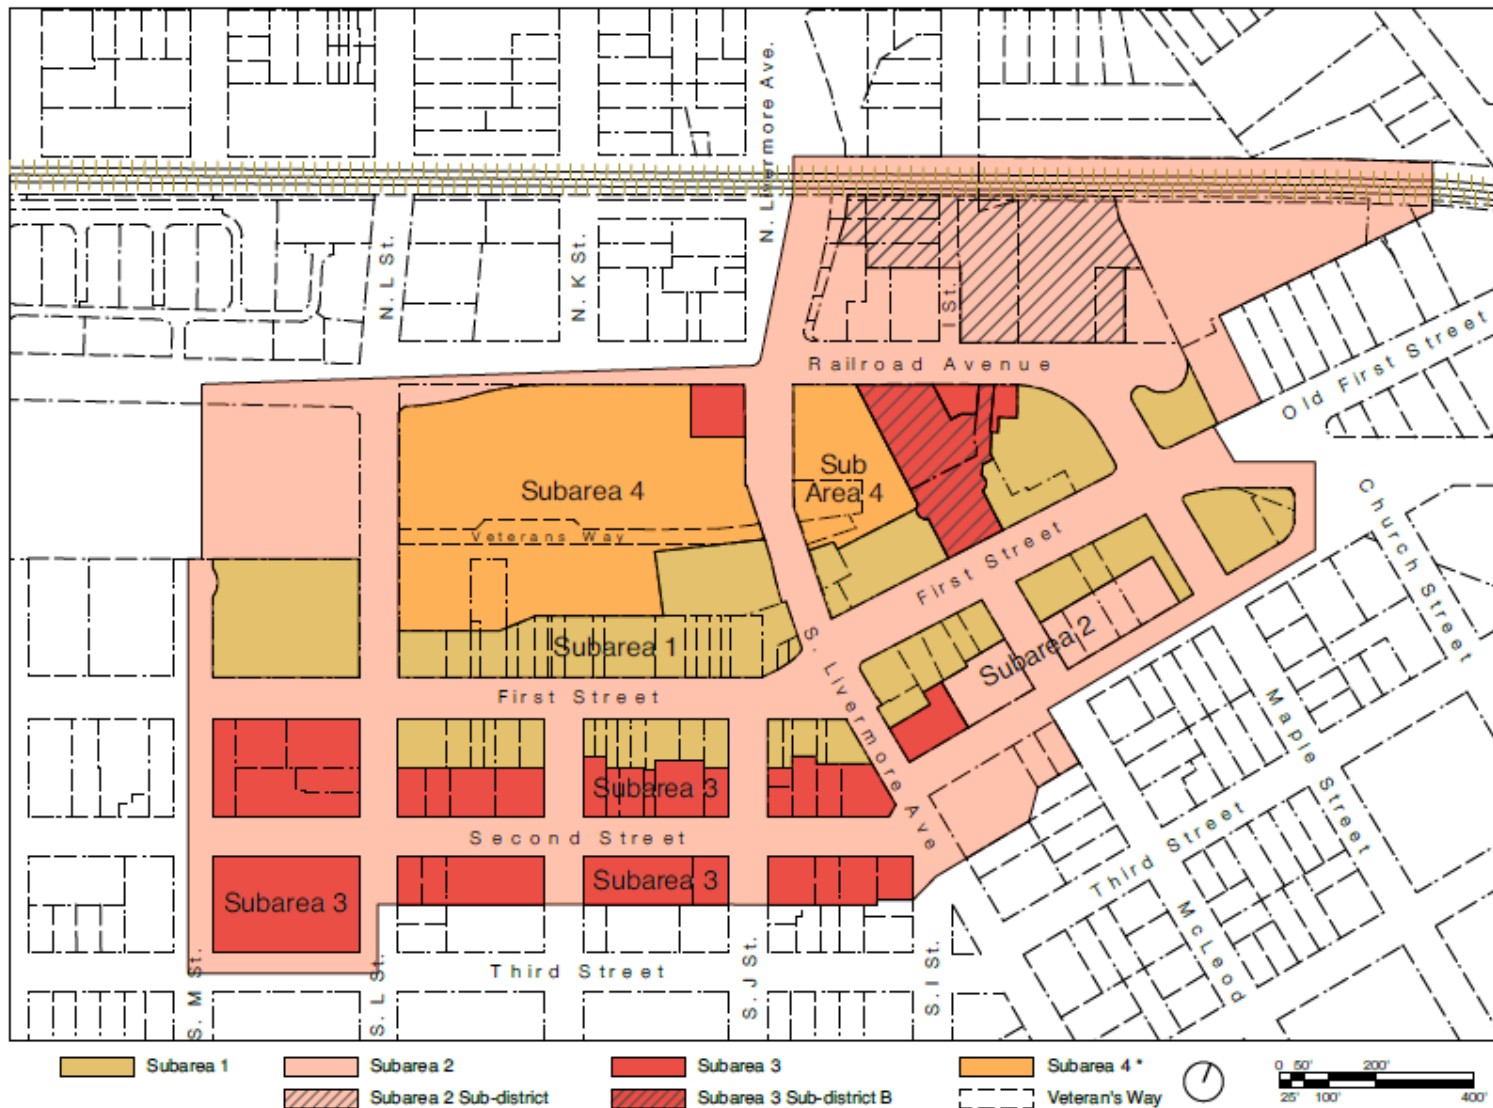 N. Livermore Ave.
N. L St.
N. K St.
I St.
Railroad Avenue
Old First Street
Subarea 4
Sub
Area 4
Veterans Way
Church Street
First Street
Subarea 1
Subarea 2
S. Livermore Ave
First Street
Maple Street
Subarea 3
Second Street
Third Street
Subarea 3
Subarea 3
McLeod
Third Street
S. M St.
S. L St.
S. J St.
S. I St.
Subarea 1
Subarea 2
Subarea 3
Subarea 4 *
0 50' 200'
25' 100' 400'
Subarea 2 Sub-district
Subarea 3 Sub-district B
Veteran's Way